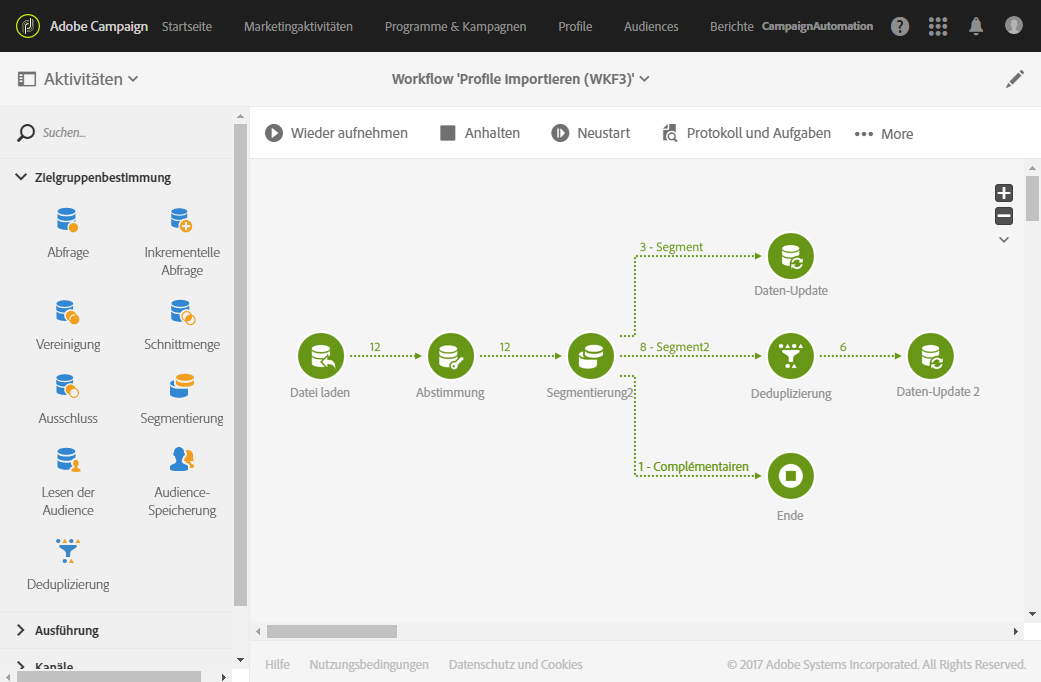 Adobe Campaign Startseite Marketingaktivitäten Programme & Kampagnen Profile Audiences Berichte CampaignAutomation ?
Aktivitäten
Workflow 'Profile Importieren (WKF3)'
Suchen...
Wieder aufnehmen Anhalten Neustart Protokoll und Aufgaben ••• More
Zielgruppenbestimmung
Abfrage
Inkrementelle
Abfrage
Vereinigung
Schnittmenge
Ausschluss
Segmentierung
Lesen der
Audience
Audience-
Speicherung
Deduplizierung
Ausführung
Kanäle
3 - Segment
Daten-Update
12
12
8 - Segment2
6
Datei laden
Abstimmung
Segmentierung2
Deduplizierung
Daten-Update 2
1 - Complémentairen
Ende
Hilfe Nutzungsbedingungen Datenschutz und Cookies
© 2017 Adobe Systems Incorporated. All Rights Reserved.